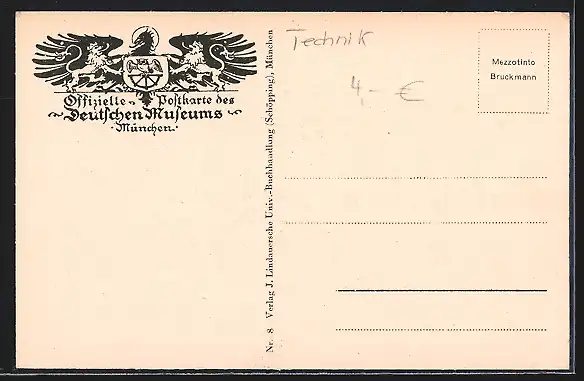 Offizielle Postkarte des
Deutschen Museums
· München ·
Nr. 8 Verlag J. Lindauersche Univ.-Buchhandlung (Schöpping), München
Technik
4,- €
Mezzotinto
Bruckmann